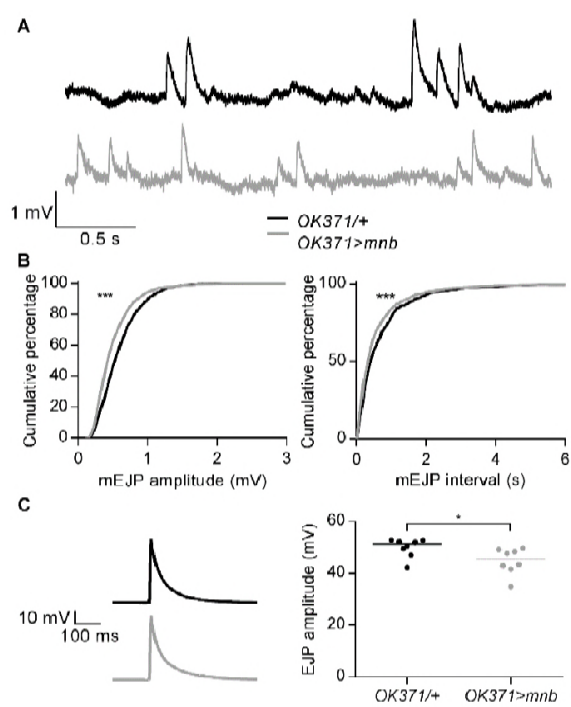 A
1 mV
0.5 s
OK371/+
OK371>mnb
B
Cumulative percentage
100
80
60
40
20
0
***
0 1 2 3
mEJP amplitude (mV)
Cumulative percentage
100
50
0
***
0 2 4 6
mEJP interval (s)
C
10 mV
100 ms
EJP amplitude (mV)
60
40
20
0
*
OK371/+ OK371>mnb